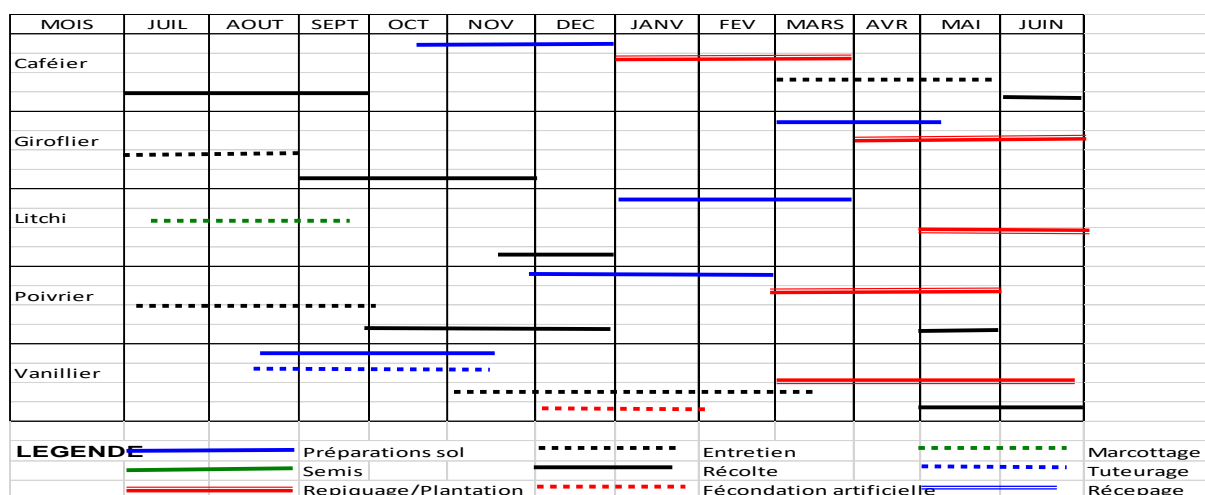 MOIS JUIL AOUT SEPT OCT NOV DEC JANV FEV MARS AVR MAI JUIN
Caféier
Giroflier
Litchi
Poivrier
Vanillier
LEGENDE Préparations sol Entretien Marcottage
Semis Récolte Tuteurage
Repiquage/Plantation Fécondation artificielle Récepage